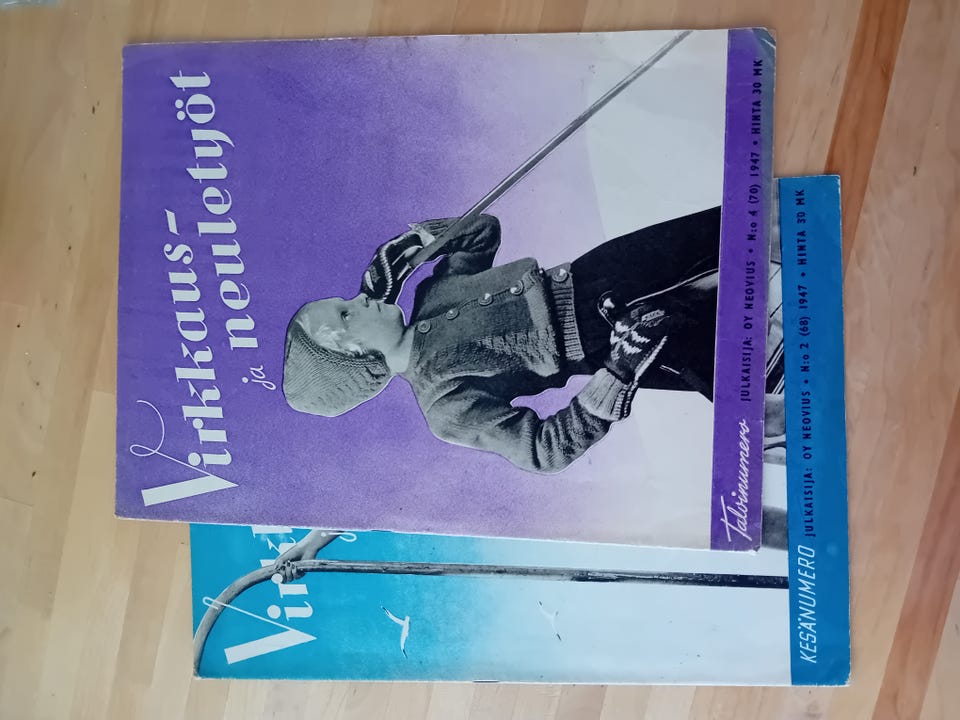 Virkkaus-
ja neuletyöt
Talvinumero JULKAISIJA: OY NEOVIUS • N:o 4 (70) 1947 • HINTA 30 MK
Virkk
KESÄNUMERO JULKAISIJA: OY NEOVIUS • N:o 2 (68) 1947 • HINTA 30 MK